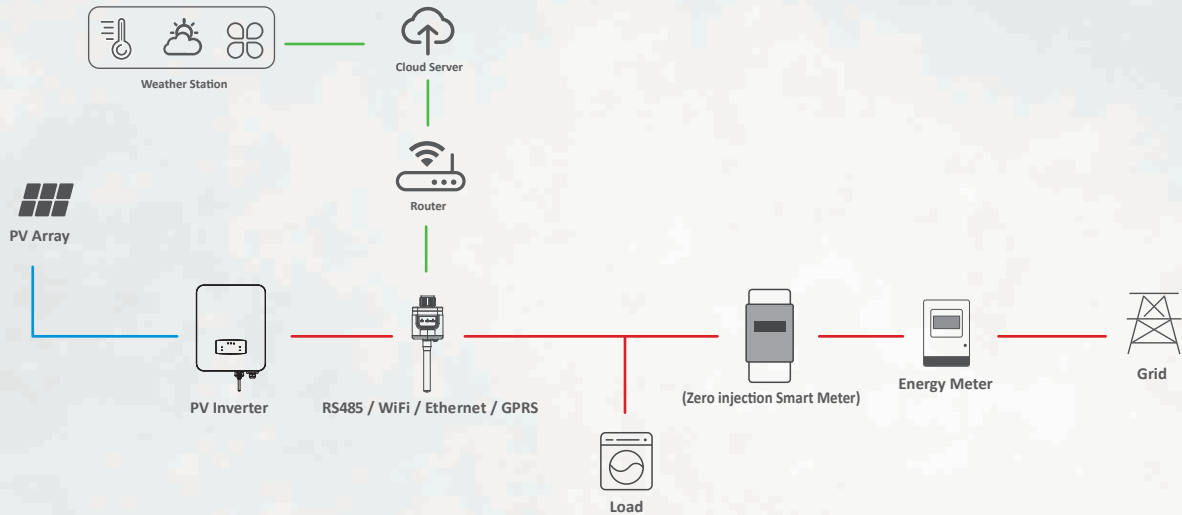 Weather Station
Cloud Server
Router
PV Array
PV Inverter
RS485 / WiFi / Ethernet / GPRS
(Zero injection Smart Meter)
Energy Meter
Grid
Load